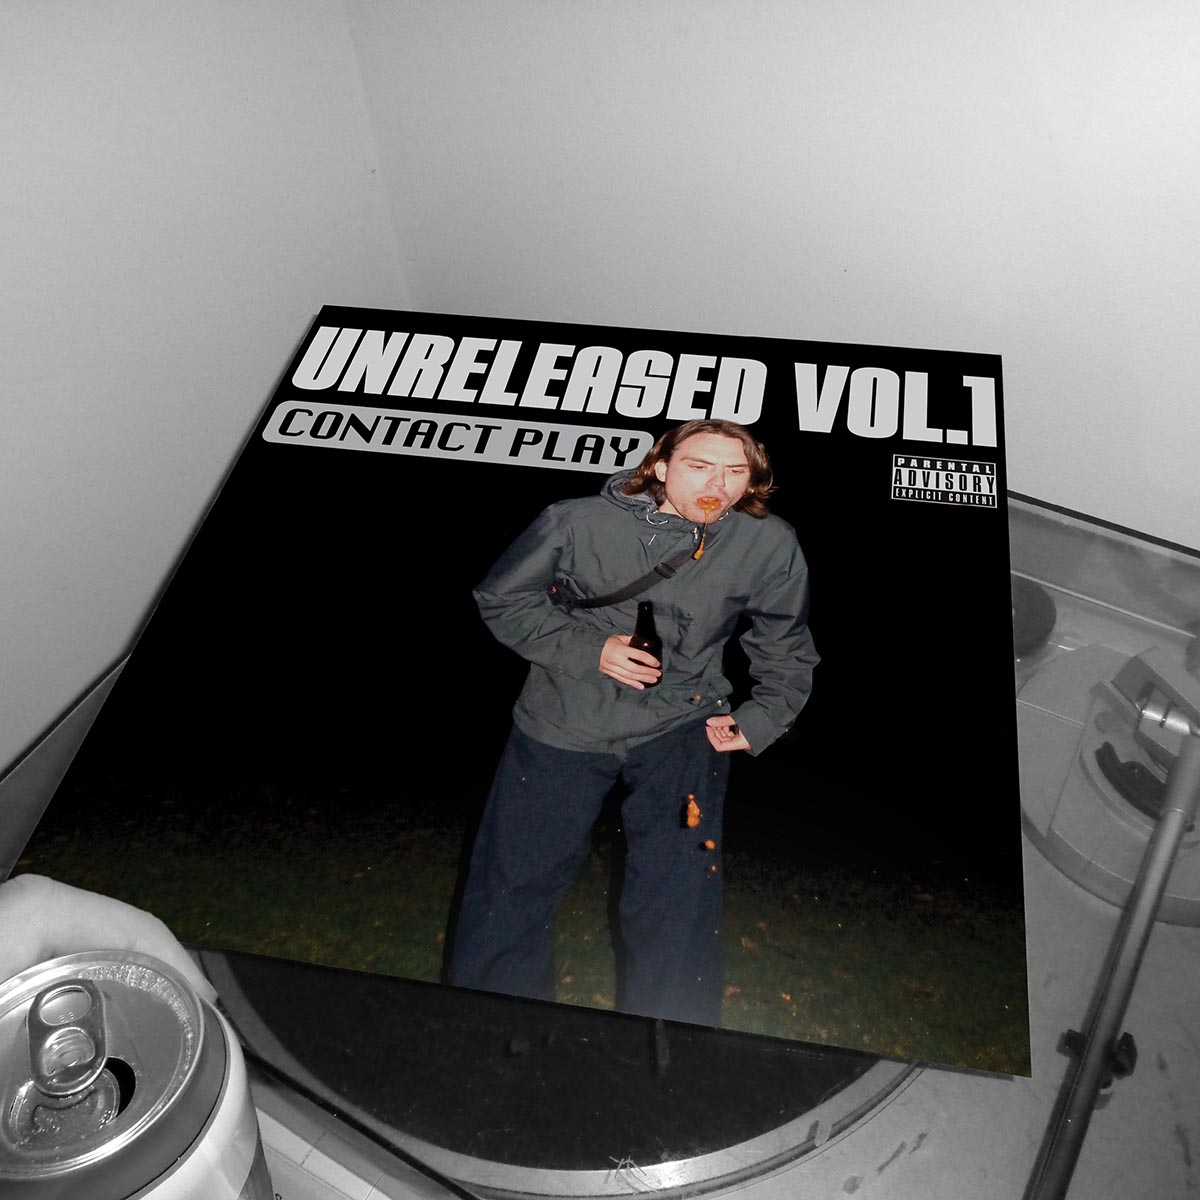 UNRELEASED VOL.1
CONTACT PLAY
PARENTAL
ADVISORY
EXPLICIT CONTENT